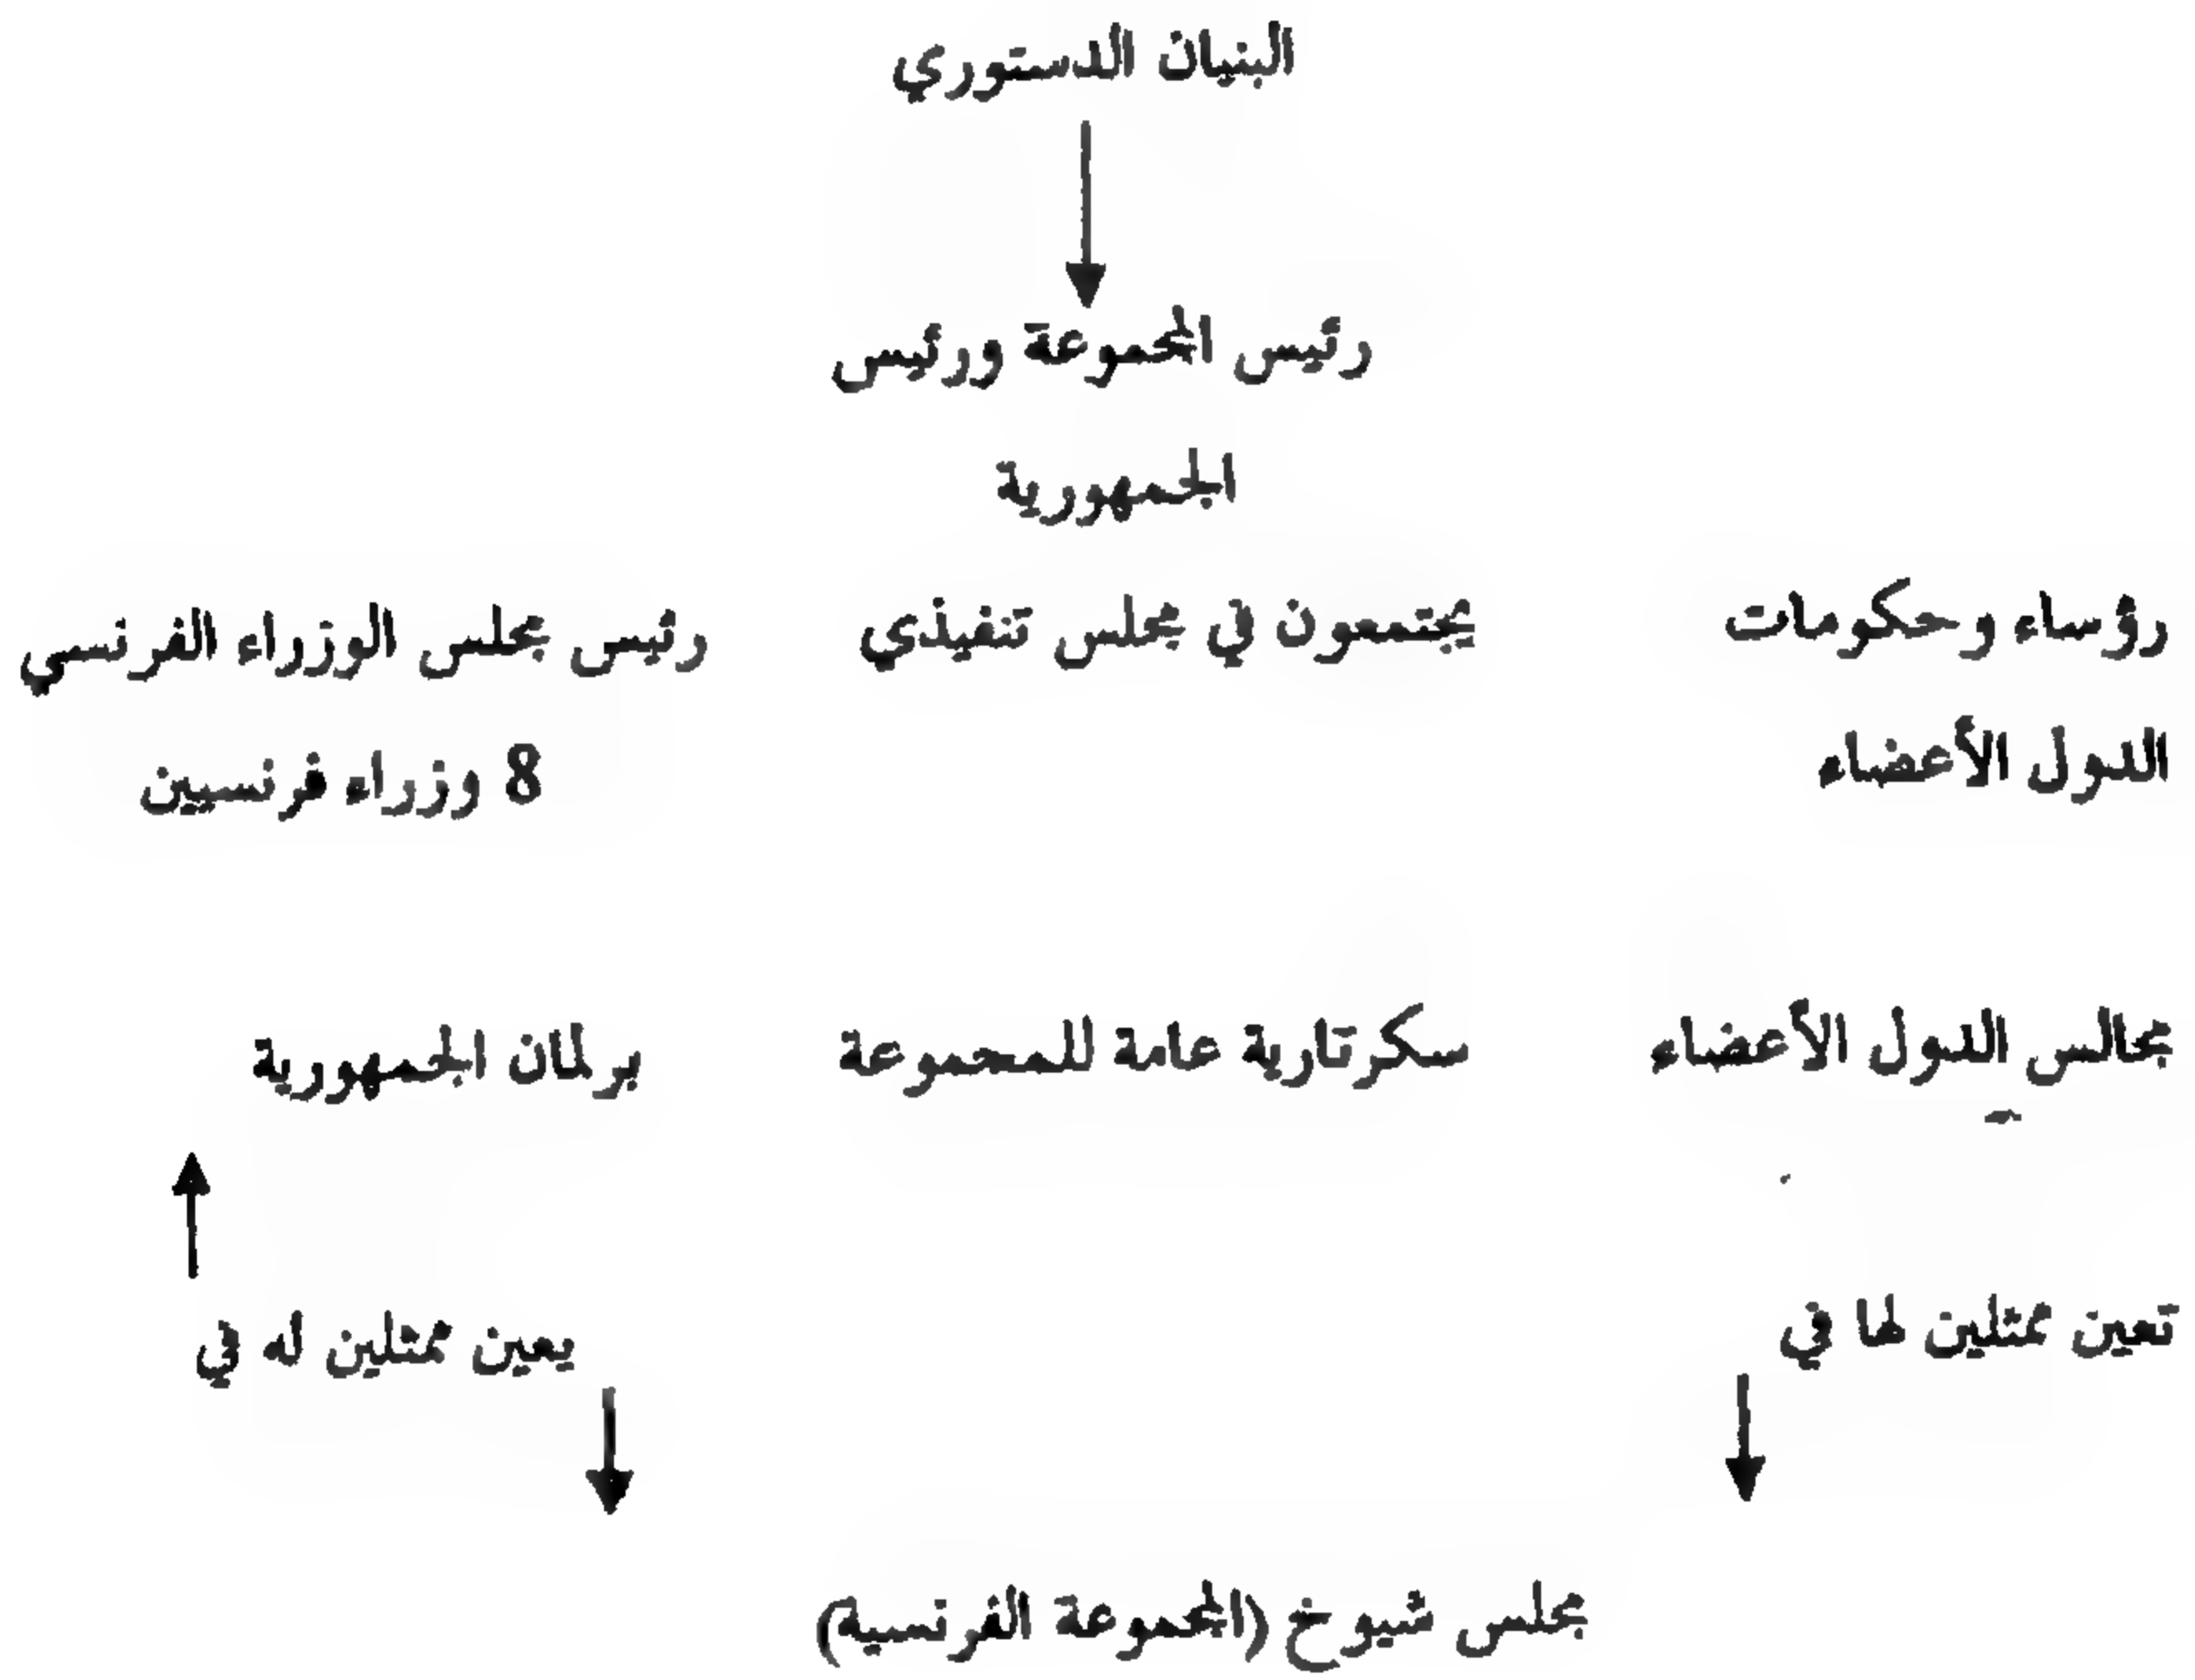 البنيان الدستوري
رئيس المجموعة ورئيس
الجمهورية
رؤساء وحكومات
الدول الأعضاء
يجتمعون في مجلس تنفيذي
رئيس مجلس الوزراء الفرنسي
8 وزراء فرنسيين
مجالس الدول الأعضاء
سكرتارية عامة للمجموعة
برلمان الجمهورية
تعين ممثلين لها في
يعين ممثلين له في
مجلس شيوخ (المجموعة الفرنسية)